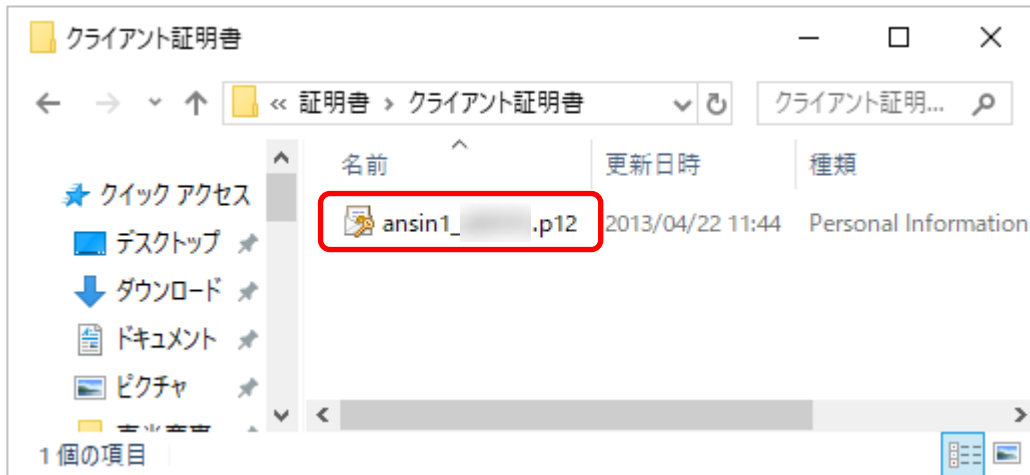 クライアント証明書
« 証明書 › クライアント証明書
クライアント証明...
名前 更新日時 種類
クイック アクセス
デスクトップ
ダウンロード
ドキュメント
ピクチャ
ansin1_ .p12 2013/04/22 11:44 Personal Information
1 個の項目